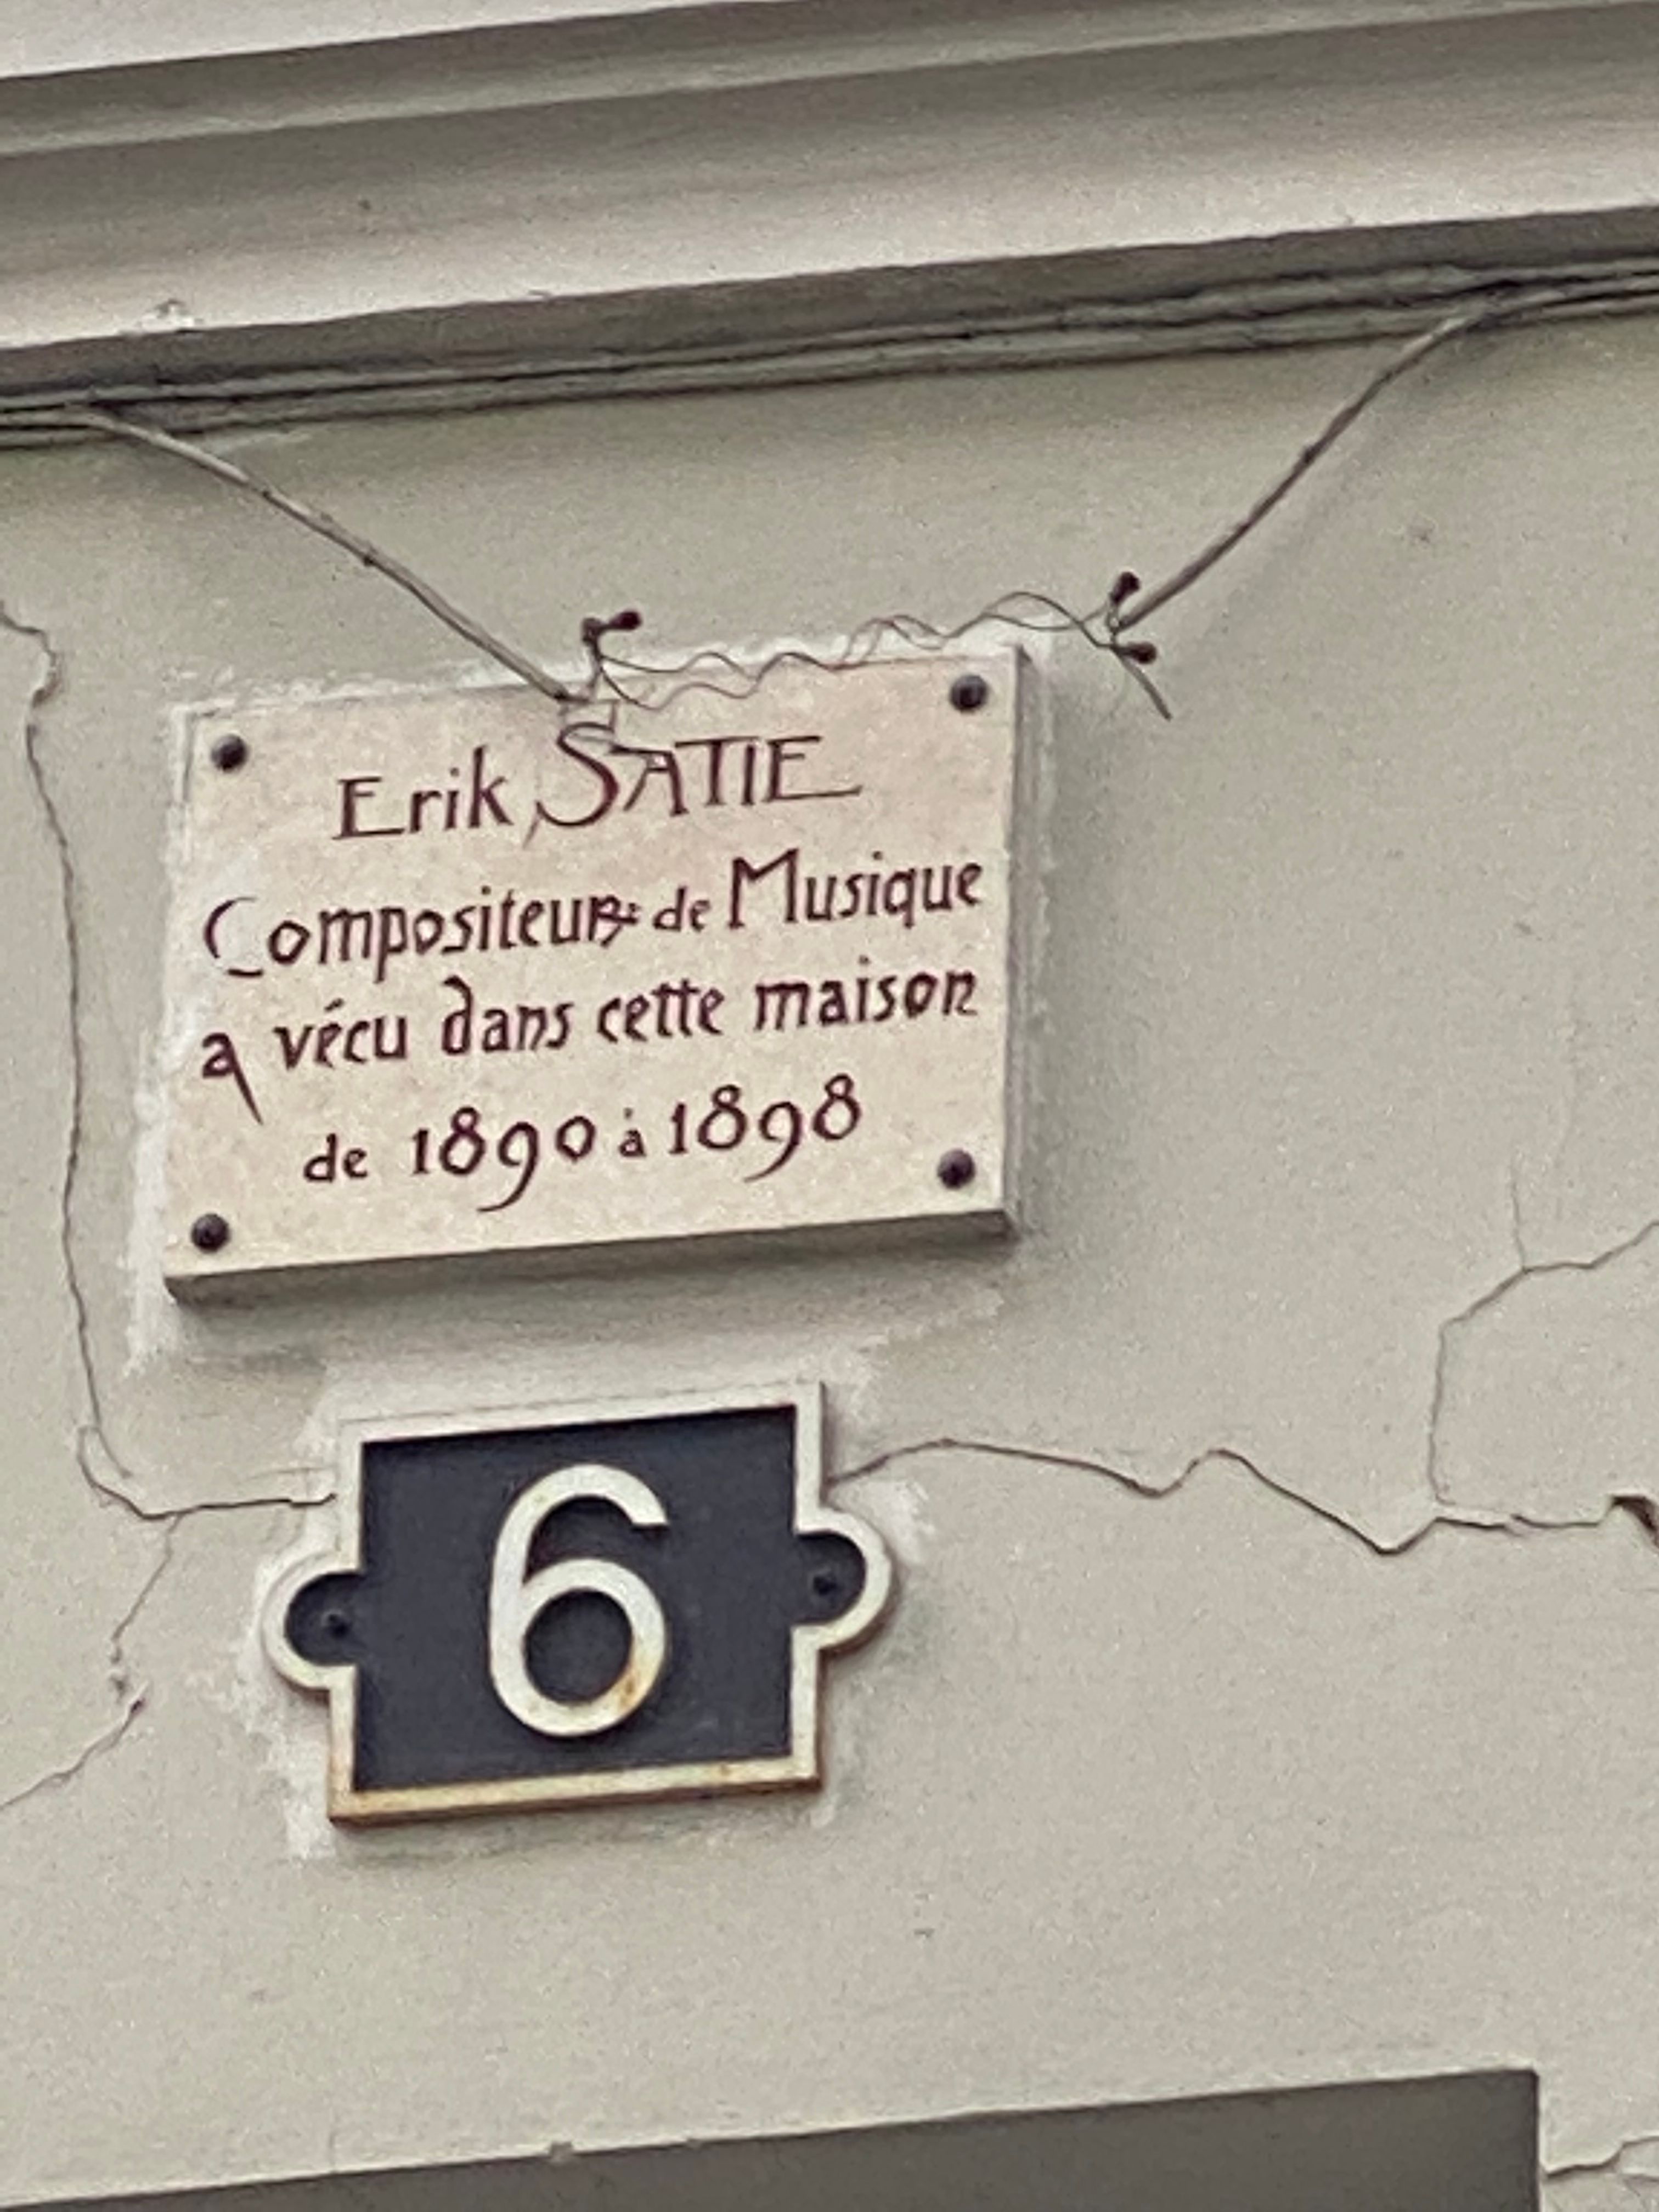 Erik SATIE
Compositeur de Musique
a vécu dans cette maison
de 1890 à 1898
6